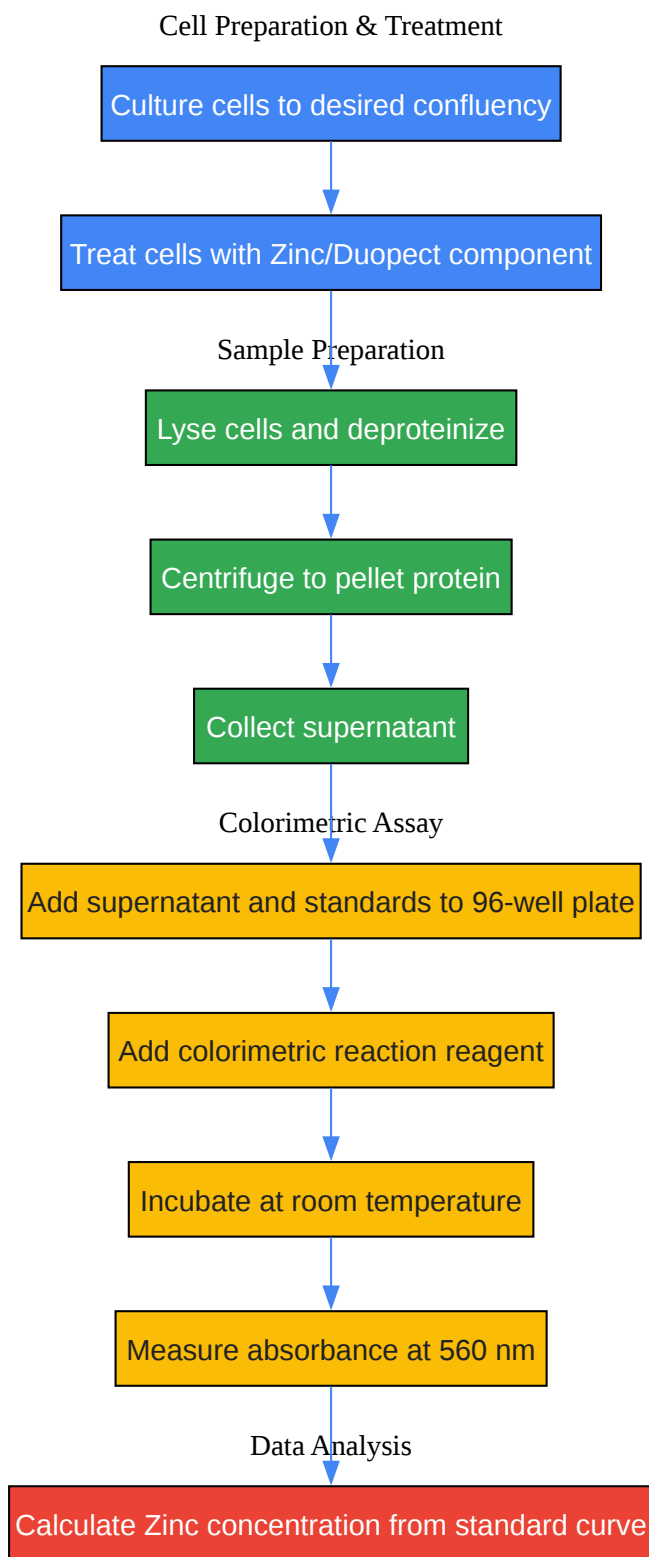 Cell Preparation & Treatment
Culture cells to desired confluency
Treat cells with Zinc/Duopect component
Sample Preparation
Lyse cells and deproteinize
Centrifuge to pellet protein
Collect supernatant
Colorimetric Assay
Add supernatant and standards to 96-well plate
Add colorimetric reaction reagent
Incubate at room temperature
Measure absorbance at 560 nm
Data Analysis
Calculate Zinc concentration from standard curve